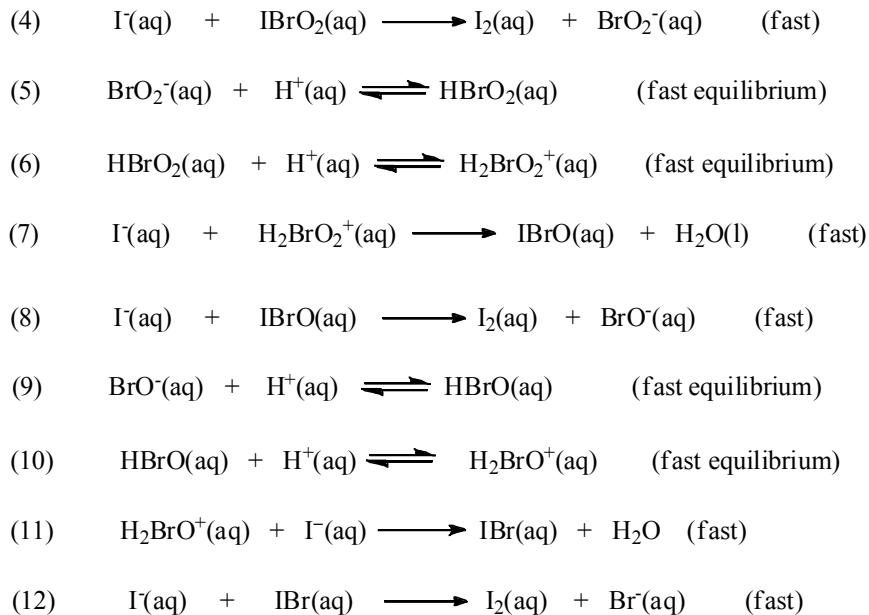 (4) I⁻(aq) + IBrO₂(aq) ⟶ I₂(aq) + BrO₂⁻(aq) (fast)
(5) BrO₂⁻(aq) + H⁺(aq) ⇌ HBrO₂(aq) (fast equilibrium)
(6) HBrO₂(aq) + H⁺(aq) ⇌ H₂BrO₂⁺(aq) (fast equilibrium)
(7) I⁻(aq) + H₂BrO₂⁺(aq) ⟶ IBrO(aq) + H₂O(l) (fast)
(8) I⁻(aq) + IBrO(aq) ⟶ I₂(aq) + BrO⁻(aq) (fast)
(9) BrO⁻(aq) + H⁺(aq) ⇌ HBrO(aq) (fast equilibrium)
(10) HBrO(aq) + H⁺(aq) ⇌ H₂BrO⁺(aq) (fast equilibrium)
(11) H₂BrO⁺(aq) + I⁻(aq) ⟶ IBr(aq) + H₂O (fast)
(12) I⁻(aq) + IBr(aq) ⟶ I₂(aq) + Br⁻(aq) (fast)